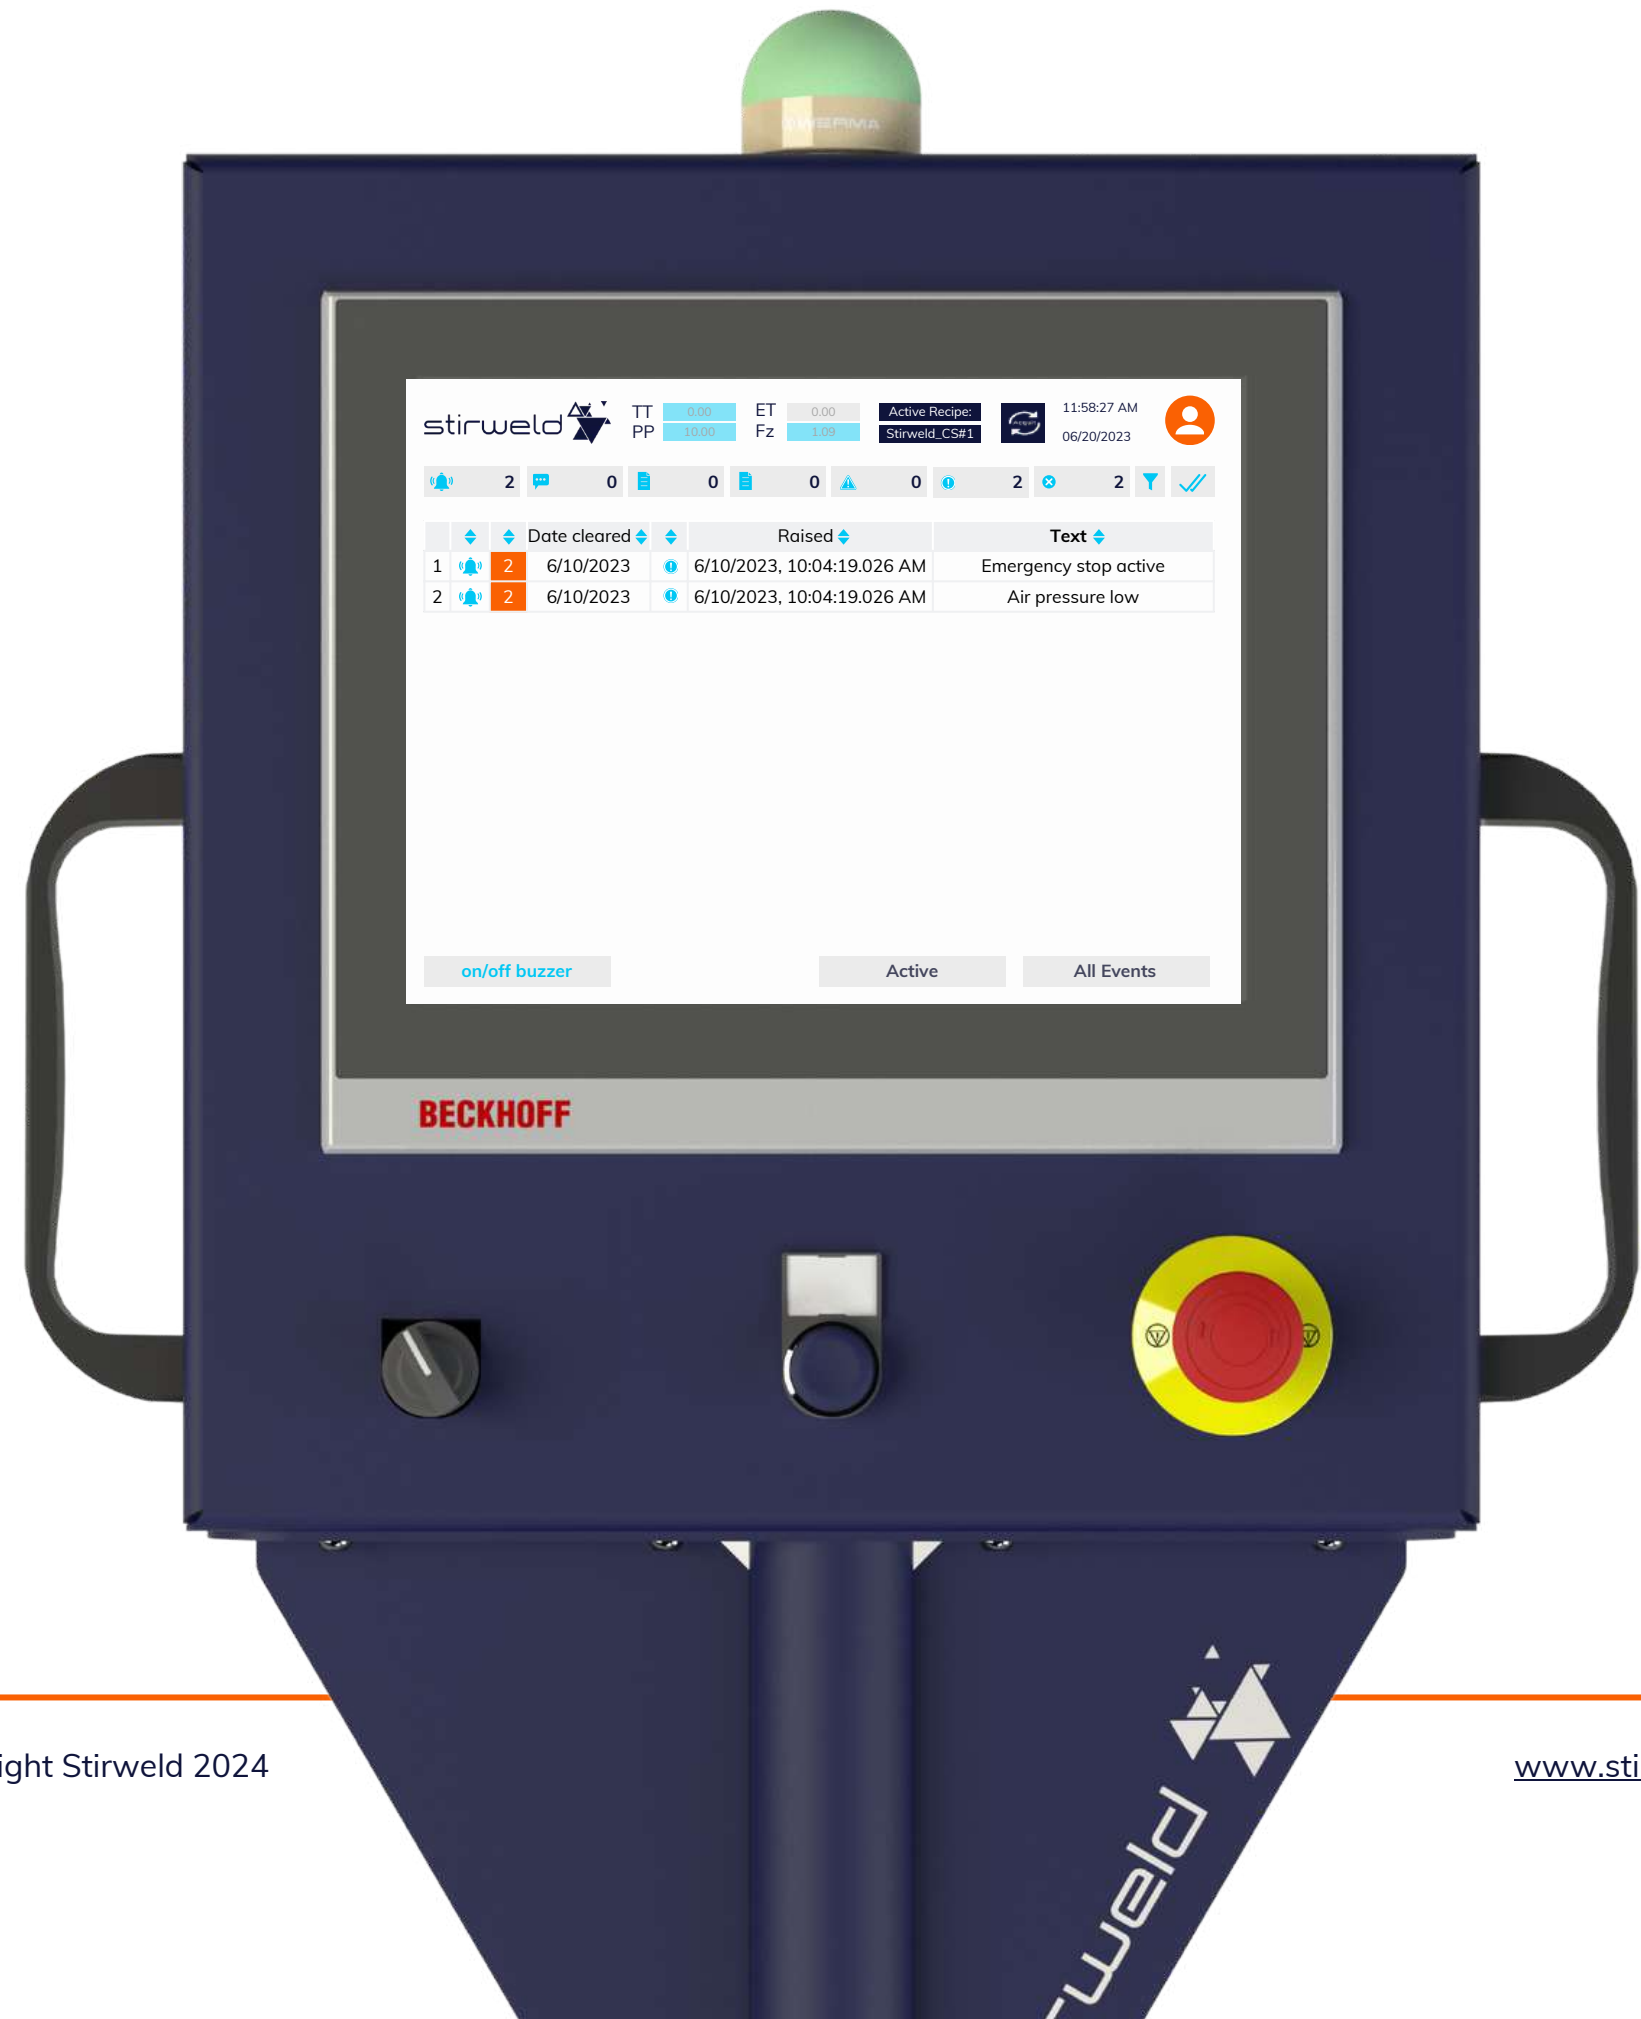 WERMA
stirweld
TT 0.00 ET 0.00 Active Recipe: 11:58:27 AM
PP 10.00 Fz 1.09 Stirweld_CS#1 06/20/2023
2 0 0 0 0 2 2
Date cleared Raised Text
1 2 6/10/2023 6/10/2023, 10:04:19.026 AM Emergency stop active
2 2 6/10/2023 6/10/2023, 10:04:19.026 AM Air pressure low
on/off buzzer Active All Events
BECKHOFF
ight Stirweld 2024
www.sti
rweld